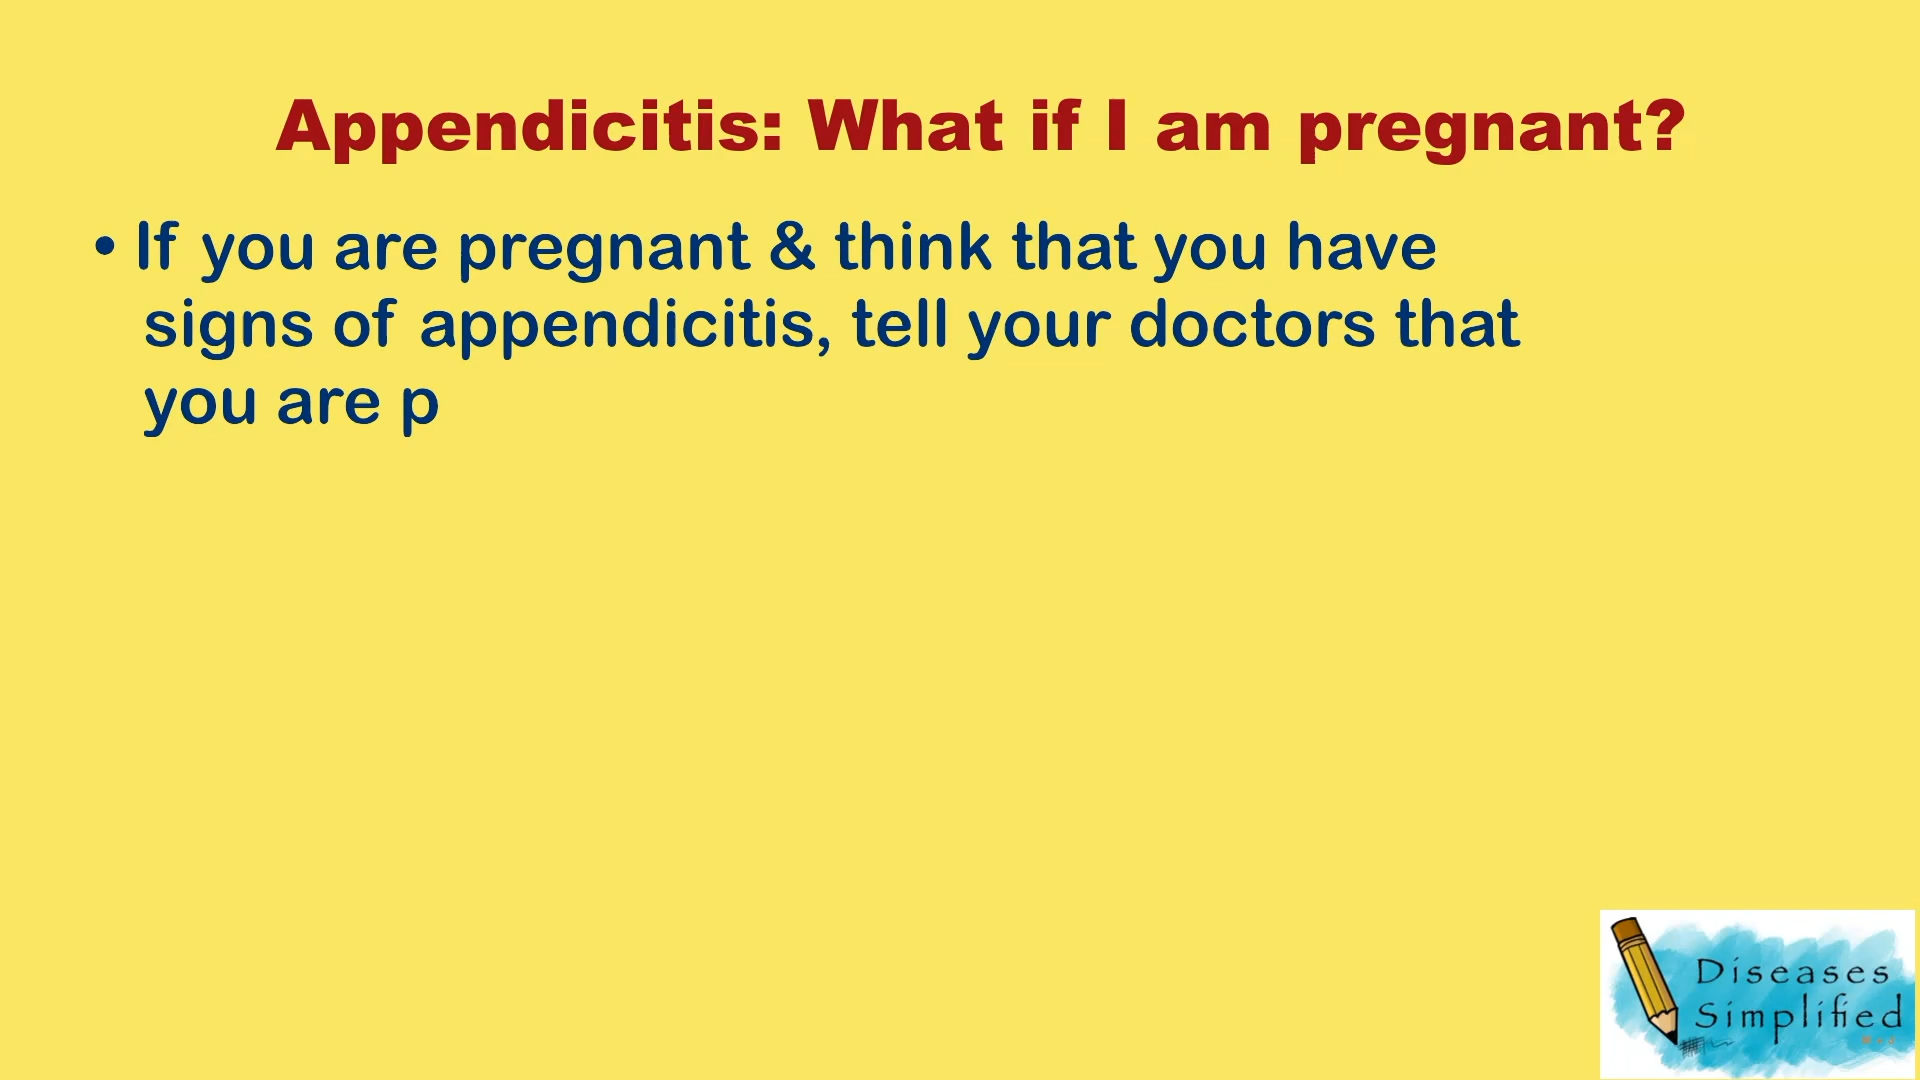 Appendicitis: What if I am pregnant?
• If you are pregnant & think that you have
signs of appendicitis, tell your doctors that
you are p
Diseases
Simplified